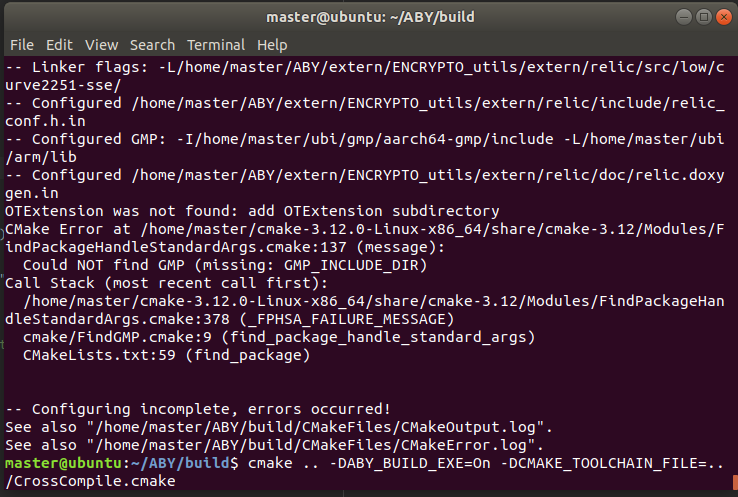 master@ubuntu: ~/ABY/build
File Edit View Search Terminal Help
-- Linker flags: -L/home/master/ABY/extern/ENCRYPTO_utils/extern/relic/src/low/c
urve2251-sse/
-- Configured /home/master/ABY/extern/ENCRYPTO_utils/extern/relic/include/relic_
conf.h.in
-- Configured GMP: -I/home/master/ubi/gmp/aarch64-gmp/include -L/home/master/ubi
/arm/lib
-- Configured /home/master/ABY/extern/ENCRYPTO_utils/extern/relic/doc/relic.doxy
gen.in
OTExtension was not found: add OTExtension subdirectory
CMake Error at /home/master/cmake-3.12.0-Linux-x86_64/share/cmake-3.12/Modules/F
indPackageHandleStandardArgs.cmake:137 (message):
  Could NOT find GMP (missing: GMP_INCLUDE_DIR)
Call Stack (most recent call first):
  /home/master/cmake-3.12.0-Linux-x86_64/share/cmake-3.12/Modules/FindPackageHan
dleStandardArgs.cmake:378 (_FPHSA_FAILURE_MESSAGE)
  cmake/FindGMP.cmake:9 (find_package_handle_standard_args)
  CMakeLists.txt:59 (find_package)
-- Configuring incomplete, errors occurred!
See also "/home/master/ABY/build/CMakeFiles/CMakeOutput.log".
See also "/home/master/ABY/build/CMakeFiles/CMakeError.log".
master@ubuntu:~/ABY/build$ cmake .. -DABY_BUILD_EXE=On -DCMAKE_TOOLCHAIN_FILE=..
/CrossCompile.cmake